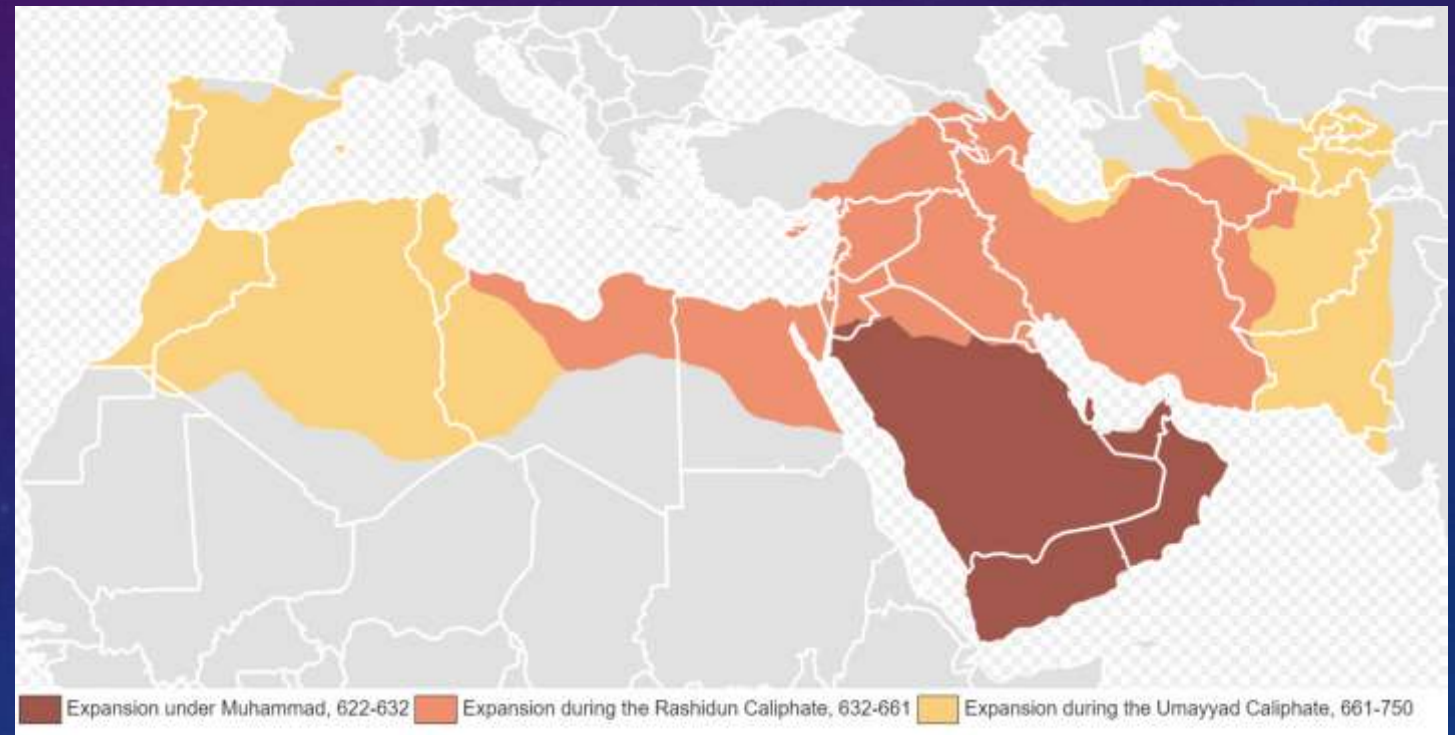 Expansion under Muhammad, 622-632 Expansion during the Rashidun Caliphate, 632-661 Expansion during the Umayyad Caliphate, 661-750